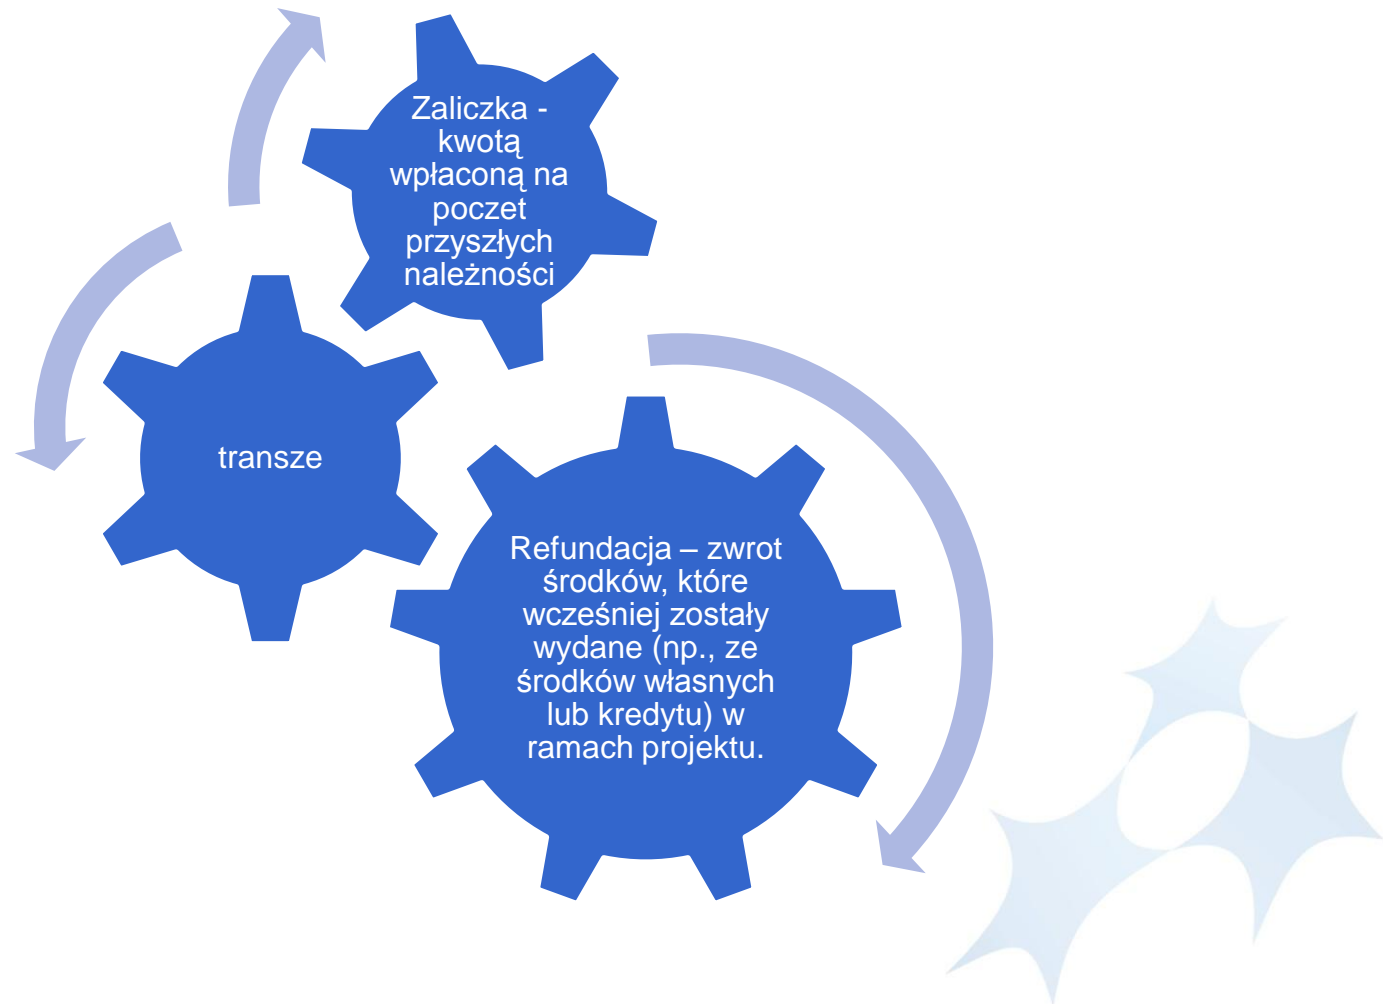 Zaliczka -
kwotą
wpłaconą na
poczet
przyszłych
należności
transze
Refundacja – zwrot
środków, które
wcześniej zostały
wydane (np., ze
środków własnych
lub kredytu) w
ramach projektu.